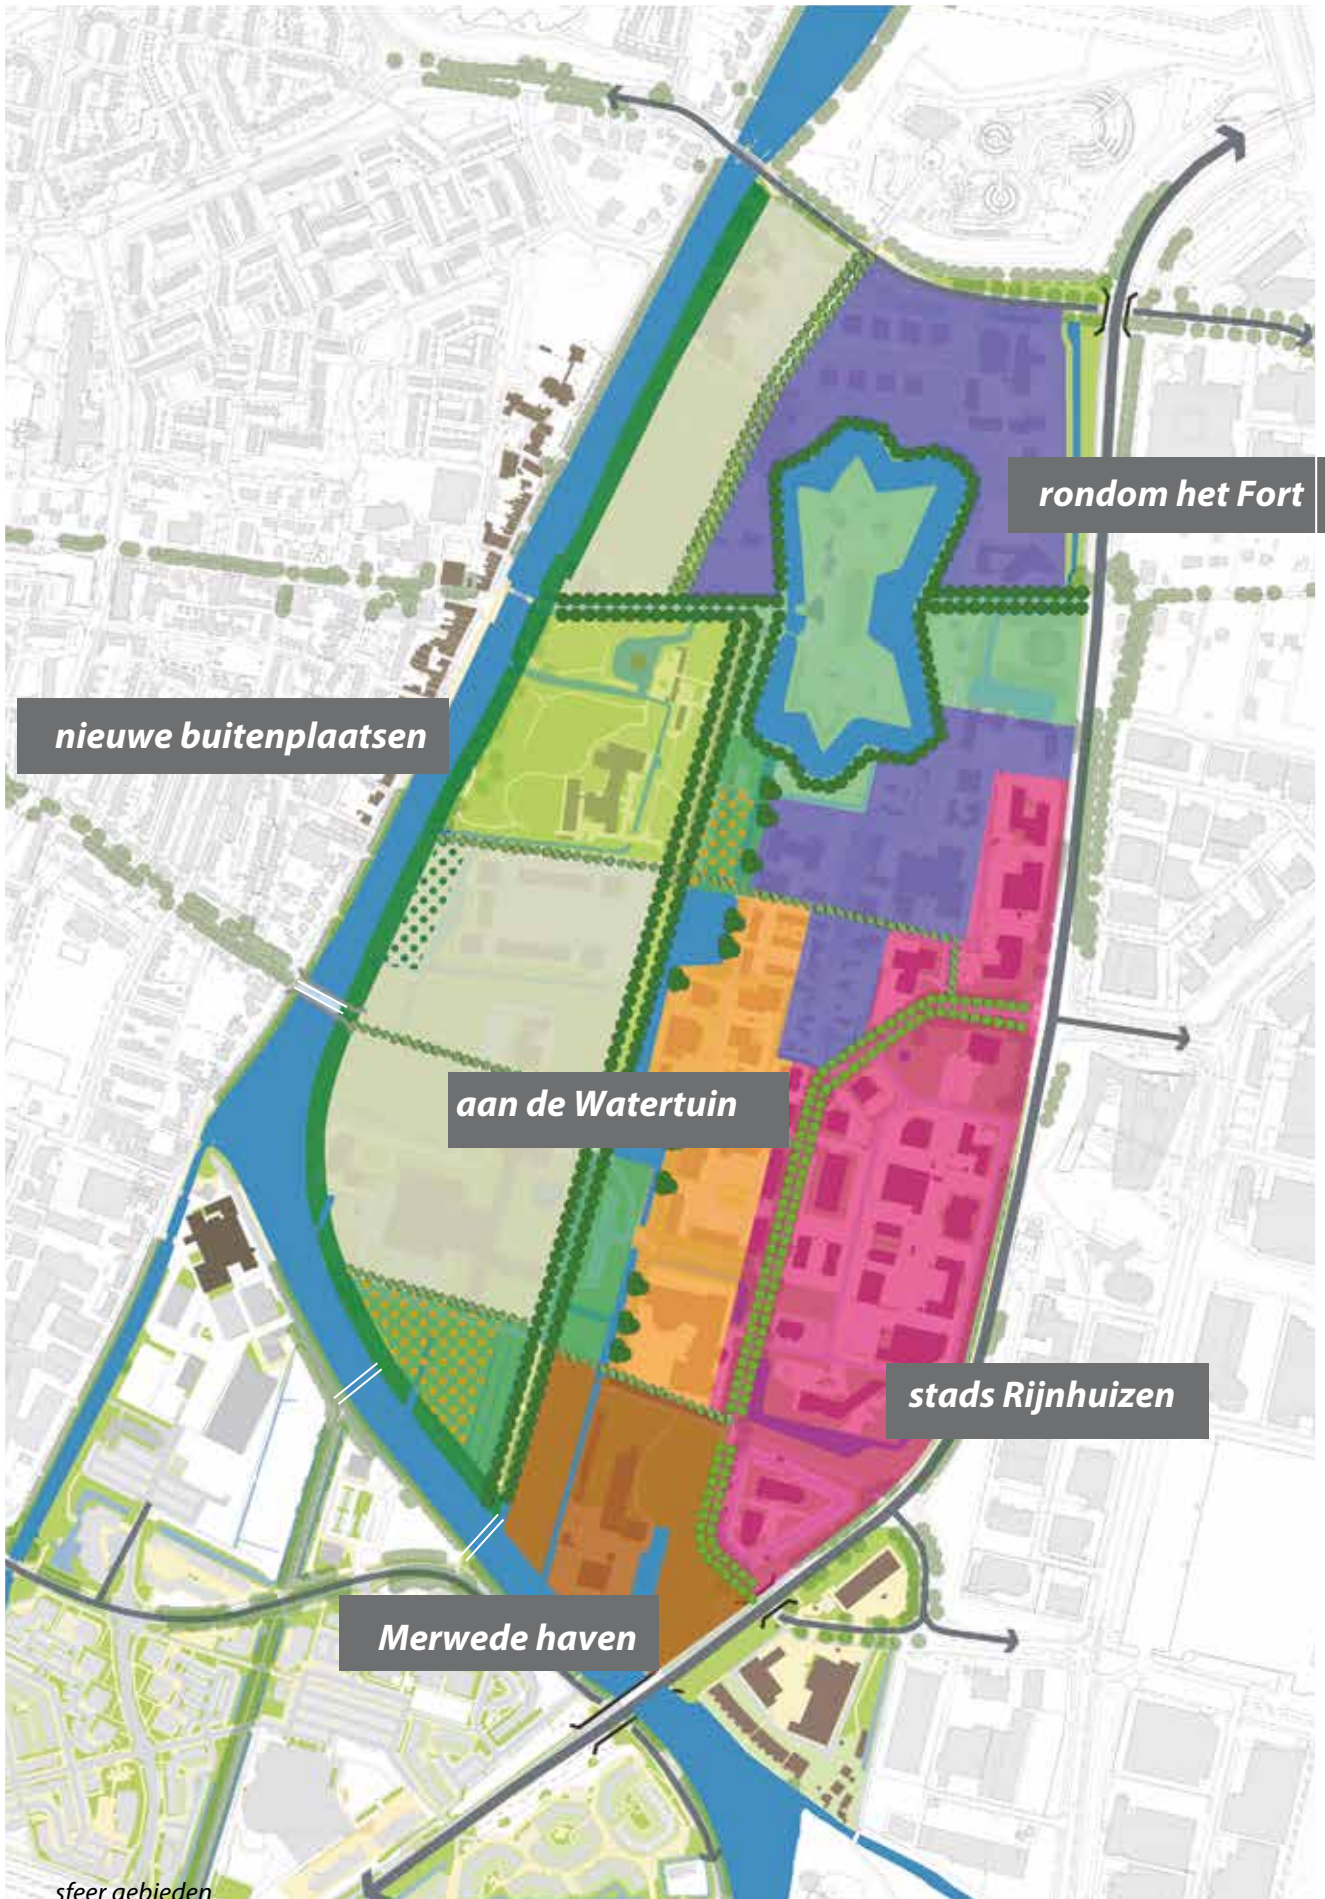 rondom het Fort
nieuwe buitenplaatsen
aan de Watertuin
stads Rijnhuizen
Merwede haven
sfeer gebieden